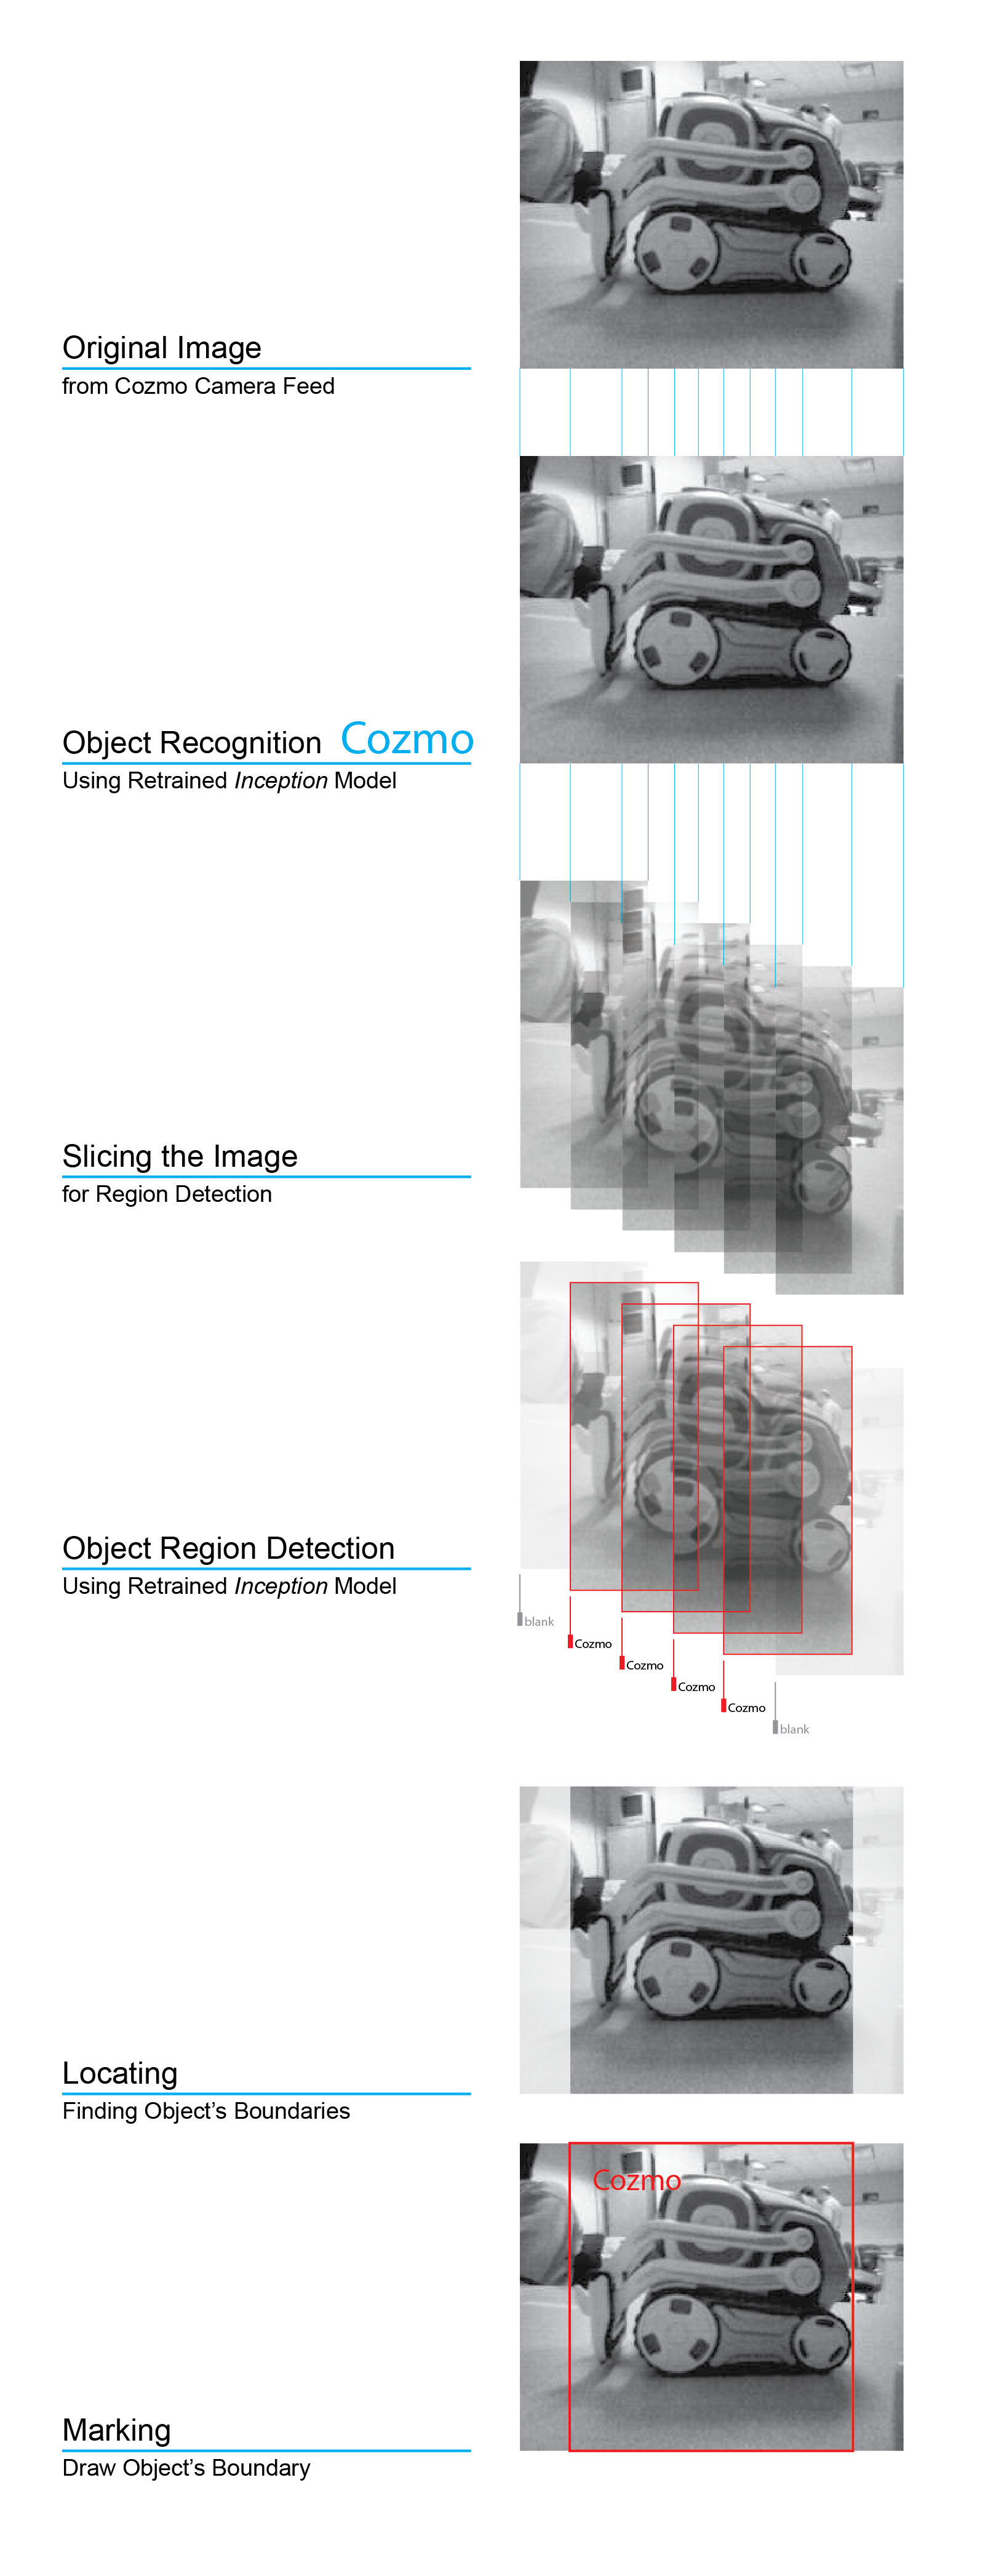 Original Image
from Cozmo Camera Feed
Object Recognition Cozmo
Using Retrained Inception Model
Slicing the Image
for Region Detection
Object Region Detection
Using Retrained Inception Model
blank
Cozmo
Cozmo
Cozmo
Cozmo
blank
Locating
Finding Object's Boundaries
Cozmo
Marking
Draw Object's Boundary